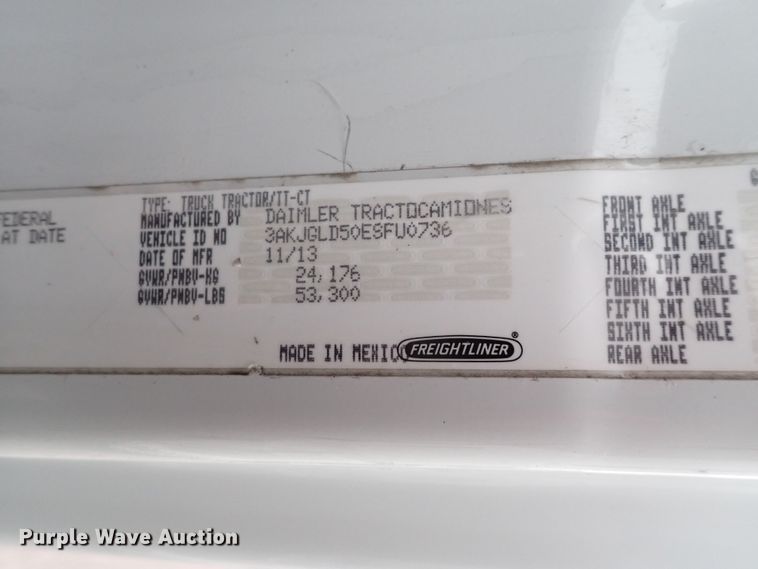 FEDERAL
AT DATE
TYPE: TRUCK TRACTOR/TT-CT
MANUFACTURED BY DAIMLER TRACTOCAMIONES
VEHICLE ID NO 3AKJGLD50ESFU0736
DATE OF MFR 11/13
GVWR/PNBV-KG 24,176
GVWR/PNBV-LBS 53,300
MADE IN MEXICO FREIGHTLINER®
FRONT AXLE
FIRST INT AXLE
SECOND INT AXLE
THIRD INT AXLE
FOURTH INT AXLE
FIFTH INT AXLE
SIXTH INT AXLE
REAR AXLE
Purple Wave Auction